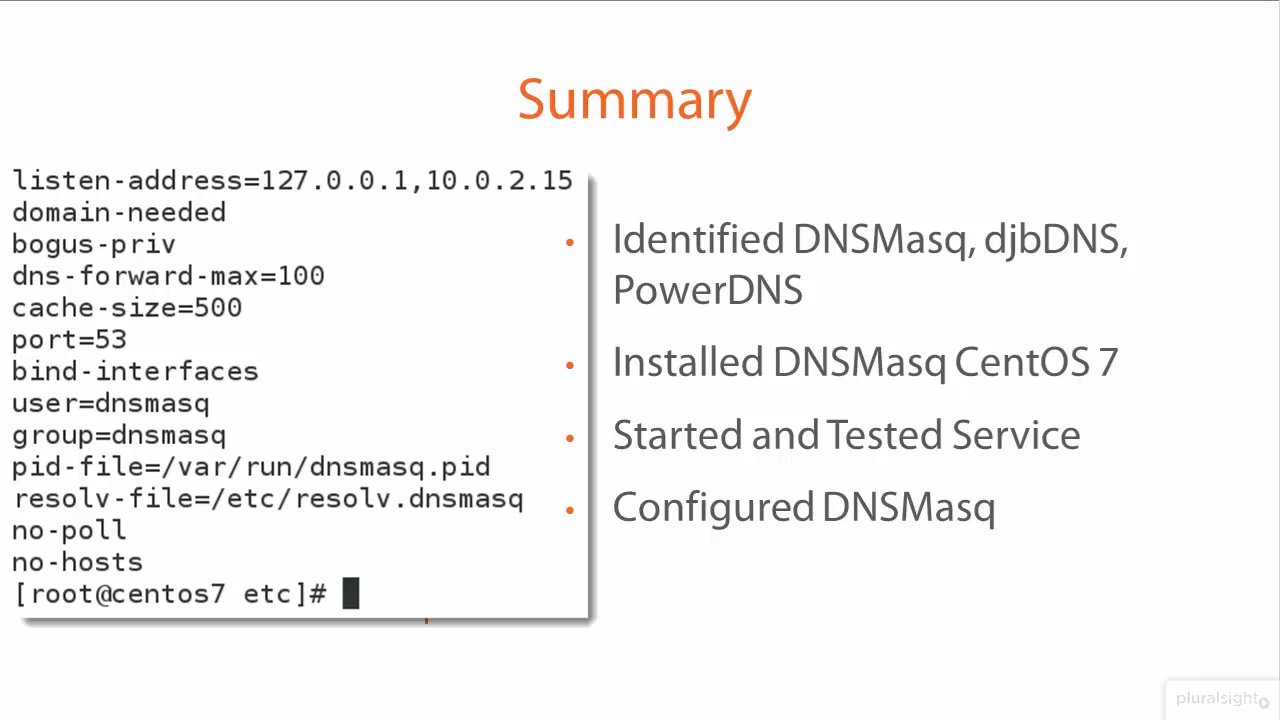 Summary
listen-address=127.0.0.1,10.0.2.15
domain-needed
bogus-priv
dns-forward-max=100
cache-size=500
port=53
bind-interfaces
user=dnsmasq
group=dnsmasq
pid-file=/var/run/dnsmasq.pid
resolv-file=/etc/resolv.dnsmasq
no-poll
no-hosts
[root@centos7 etc]#
• Identified DNSMasq, djbDNS,
PowerDNS
• Installed DNSMasq CentOS 7
• Started and Tested Service
• Configured DNSMasq
pluralsight